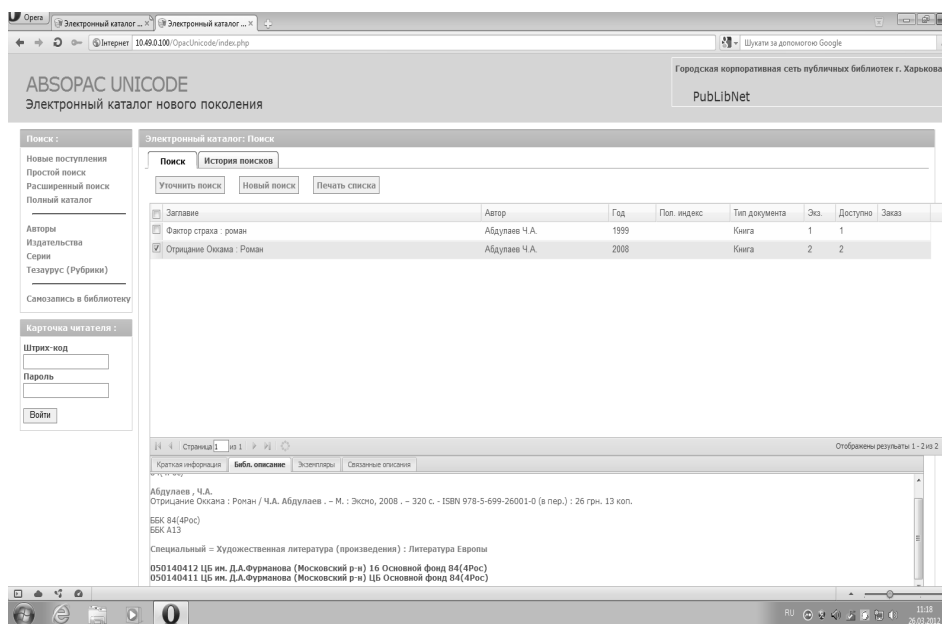 Opera
Электронный каталог ... ×
Электронный каталог ... ×
Інтернет 10.49.0.100/OpacUnicode/index.php
Шукати за допомогою Google
ABSOPAC UNICODE
Электронный каталог нового поколения
Городская корпоративная сеть публичных библиотек г. Харькова
PubLibNet
Поиск :
Новые поступления
Простой поиск
Расширенный поиск
Полный каталог
Авторы
Издательства
Серии
Тезаурус (Рубрики)
Самозапись в библиотеку
Карточка читателя :
Штрих-код
Пароль
Войти
Электронный каталог: Поиск
Поиск История поисков
Уточнить поиск Новый поиск Печать списка
Заглавие Автор Год Пол. индекс Тип документа Экз. Доступно Заказ
Фактор страха : роман Абдулаев Ч.А. 1999 Книга 1 1
Отрицание Оккама : Роман Абдулаев Ч.А. 2008 Книга 2 2
Страница 1 из 1
Отображены результаты 1 - 2 из 2
Краткая информация Библ. описание Экземпляры Связанные описания
Абдулаев , Ч.А.
Отрицание Оккама : Роман / Ч.А. Абдулаев . – М. : Эксмо, 2008 . – 320 с. - ISBN 978-5-699-26001-0 (в пер.) : 26 грн. 13 коп.
ББК 84(4Рос)
ББК А13
Специальный = Художественная литература (произведения) : Литература Европы
050140412 ЦБ им. Д.А.Фурманова (Московский р-н) 16 Основной фонд 84(4Рос)
050140411 ЦБ им. Д.А.Фурманова (Московский р-н) ЦБ Основной фонд 84(4Рос)
RU
11:18
26.03.2012